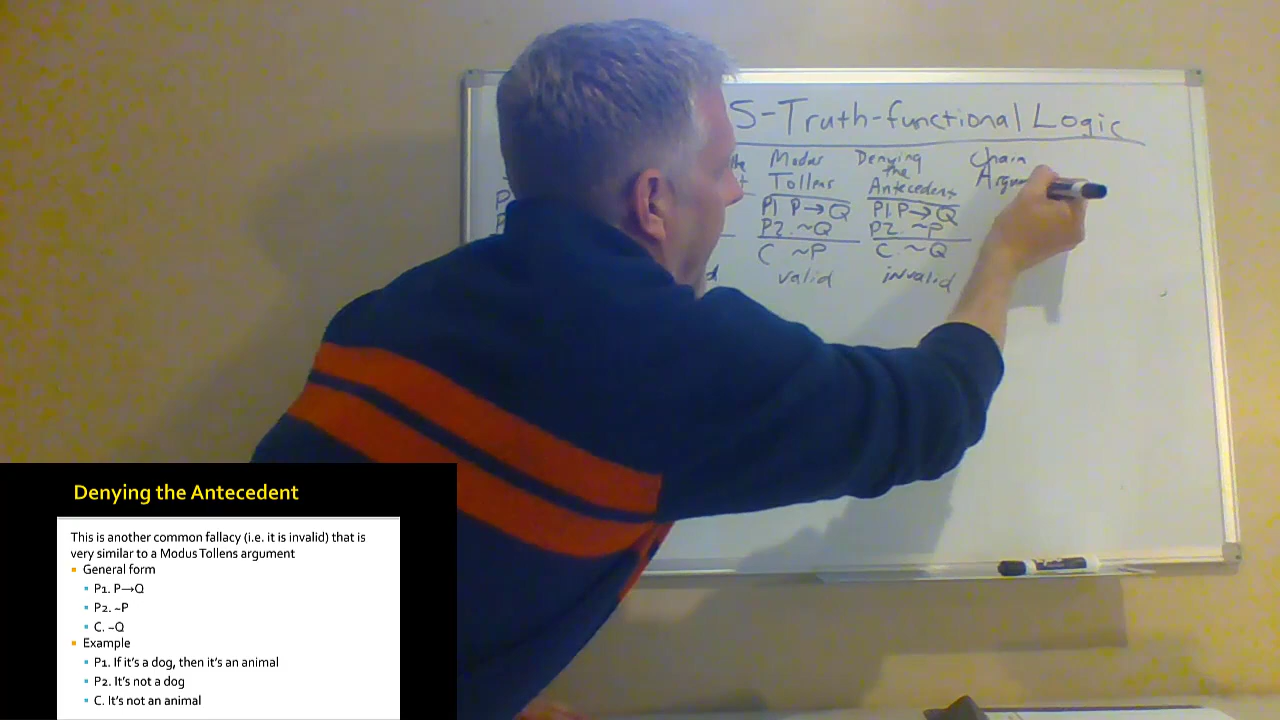 5-Truth-functional Logic
Modus
Tollens
P1 P→Q
P2. ~Q
C ~P
valid
Denying
the
Antecedent
P1. P→Q
P2. ~P
C. ~Q
invalid
Chain
Denying the Antecedent
This is another common fallacy (i.e. it is invalid) that is
very similar to a Modus Tollens argument
General form
P1. P→Q
P2. ~P
C. ~Q
Example
P1. If it's a dog, then it's an animal
P2. It's not a dog
C. It's not an animal